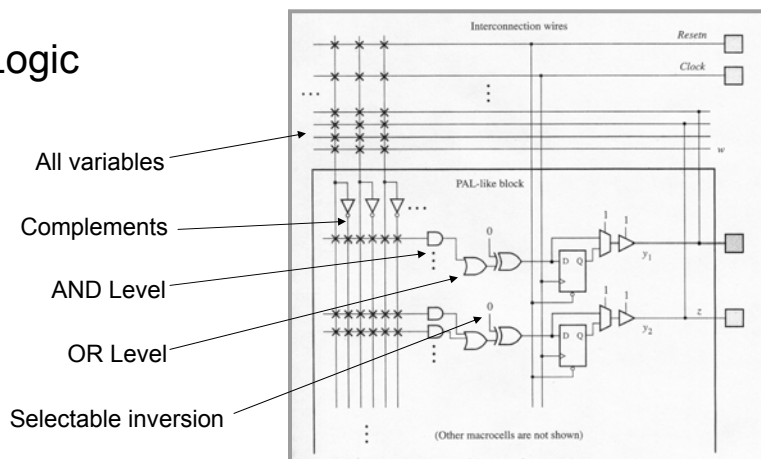 Logic
All variables
Complements
AND Level
OR Level
Selectable inversion
Interconnection wires
Resetn
Clock
w
PAL-like block
0
1
1
D Q
y1
0
1
1
z
D Q
y2
(Other macrocells are not shown)